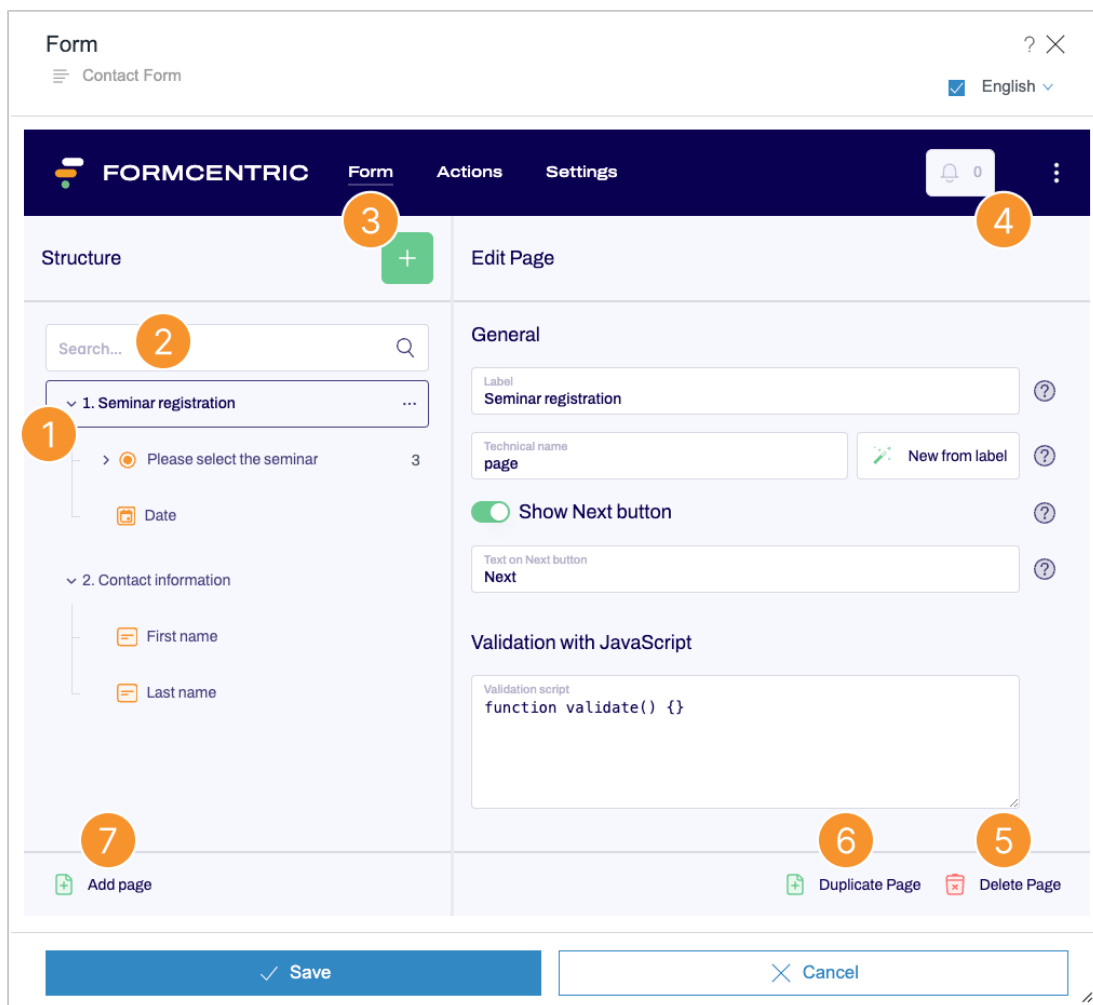 Form
?
Contact Form
English
FORMCENTRIC
Form
Actions
Settings
0
3
4
Structure
+
Edit Page
Search...
2
General
1. Seminar registration
...
Label
Seminar registration
?
1
Please select the seminar
3
Technical name
page
New from label
?
Date
Show Next button
?
2. Contact information
Text on Next button
Next
?
First name
Last name
Validation with JavaScript
Validation script
function validate() {}
7
6
5
Add page
Duplicate Page
Delete Page
Save
Cancel